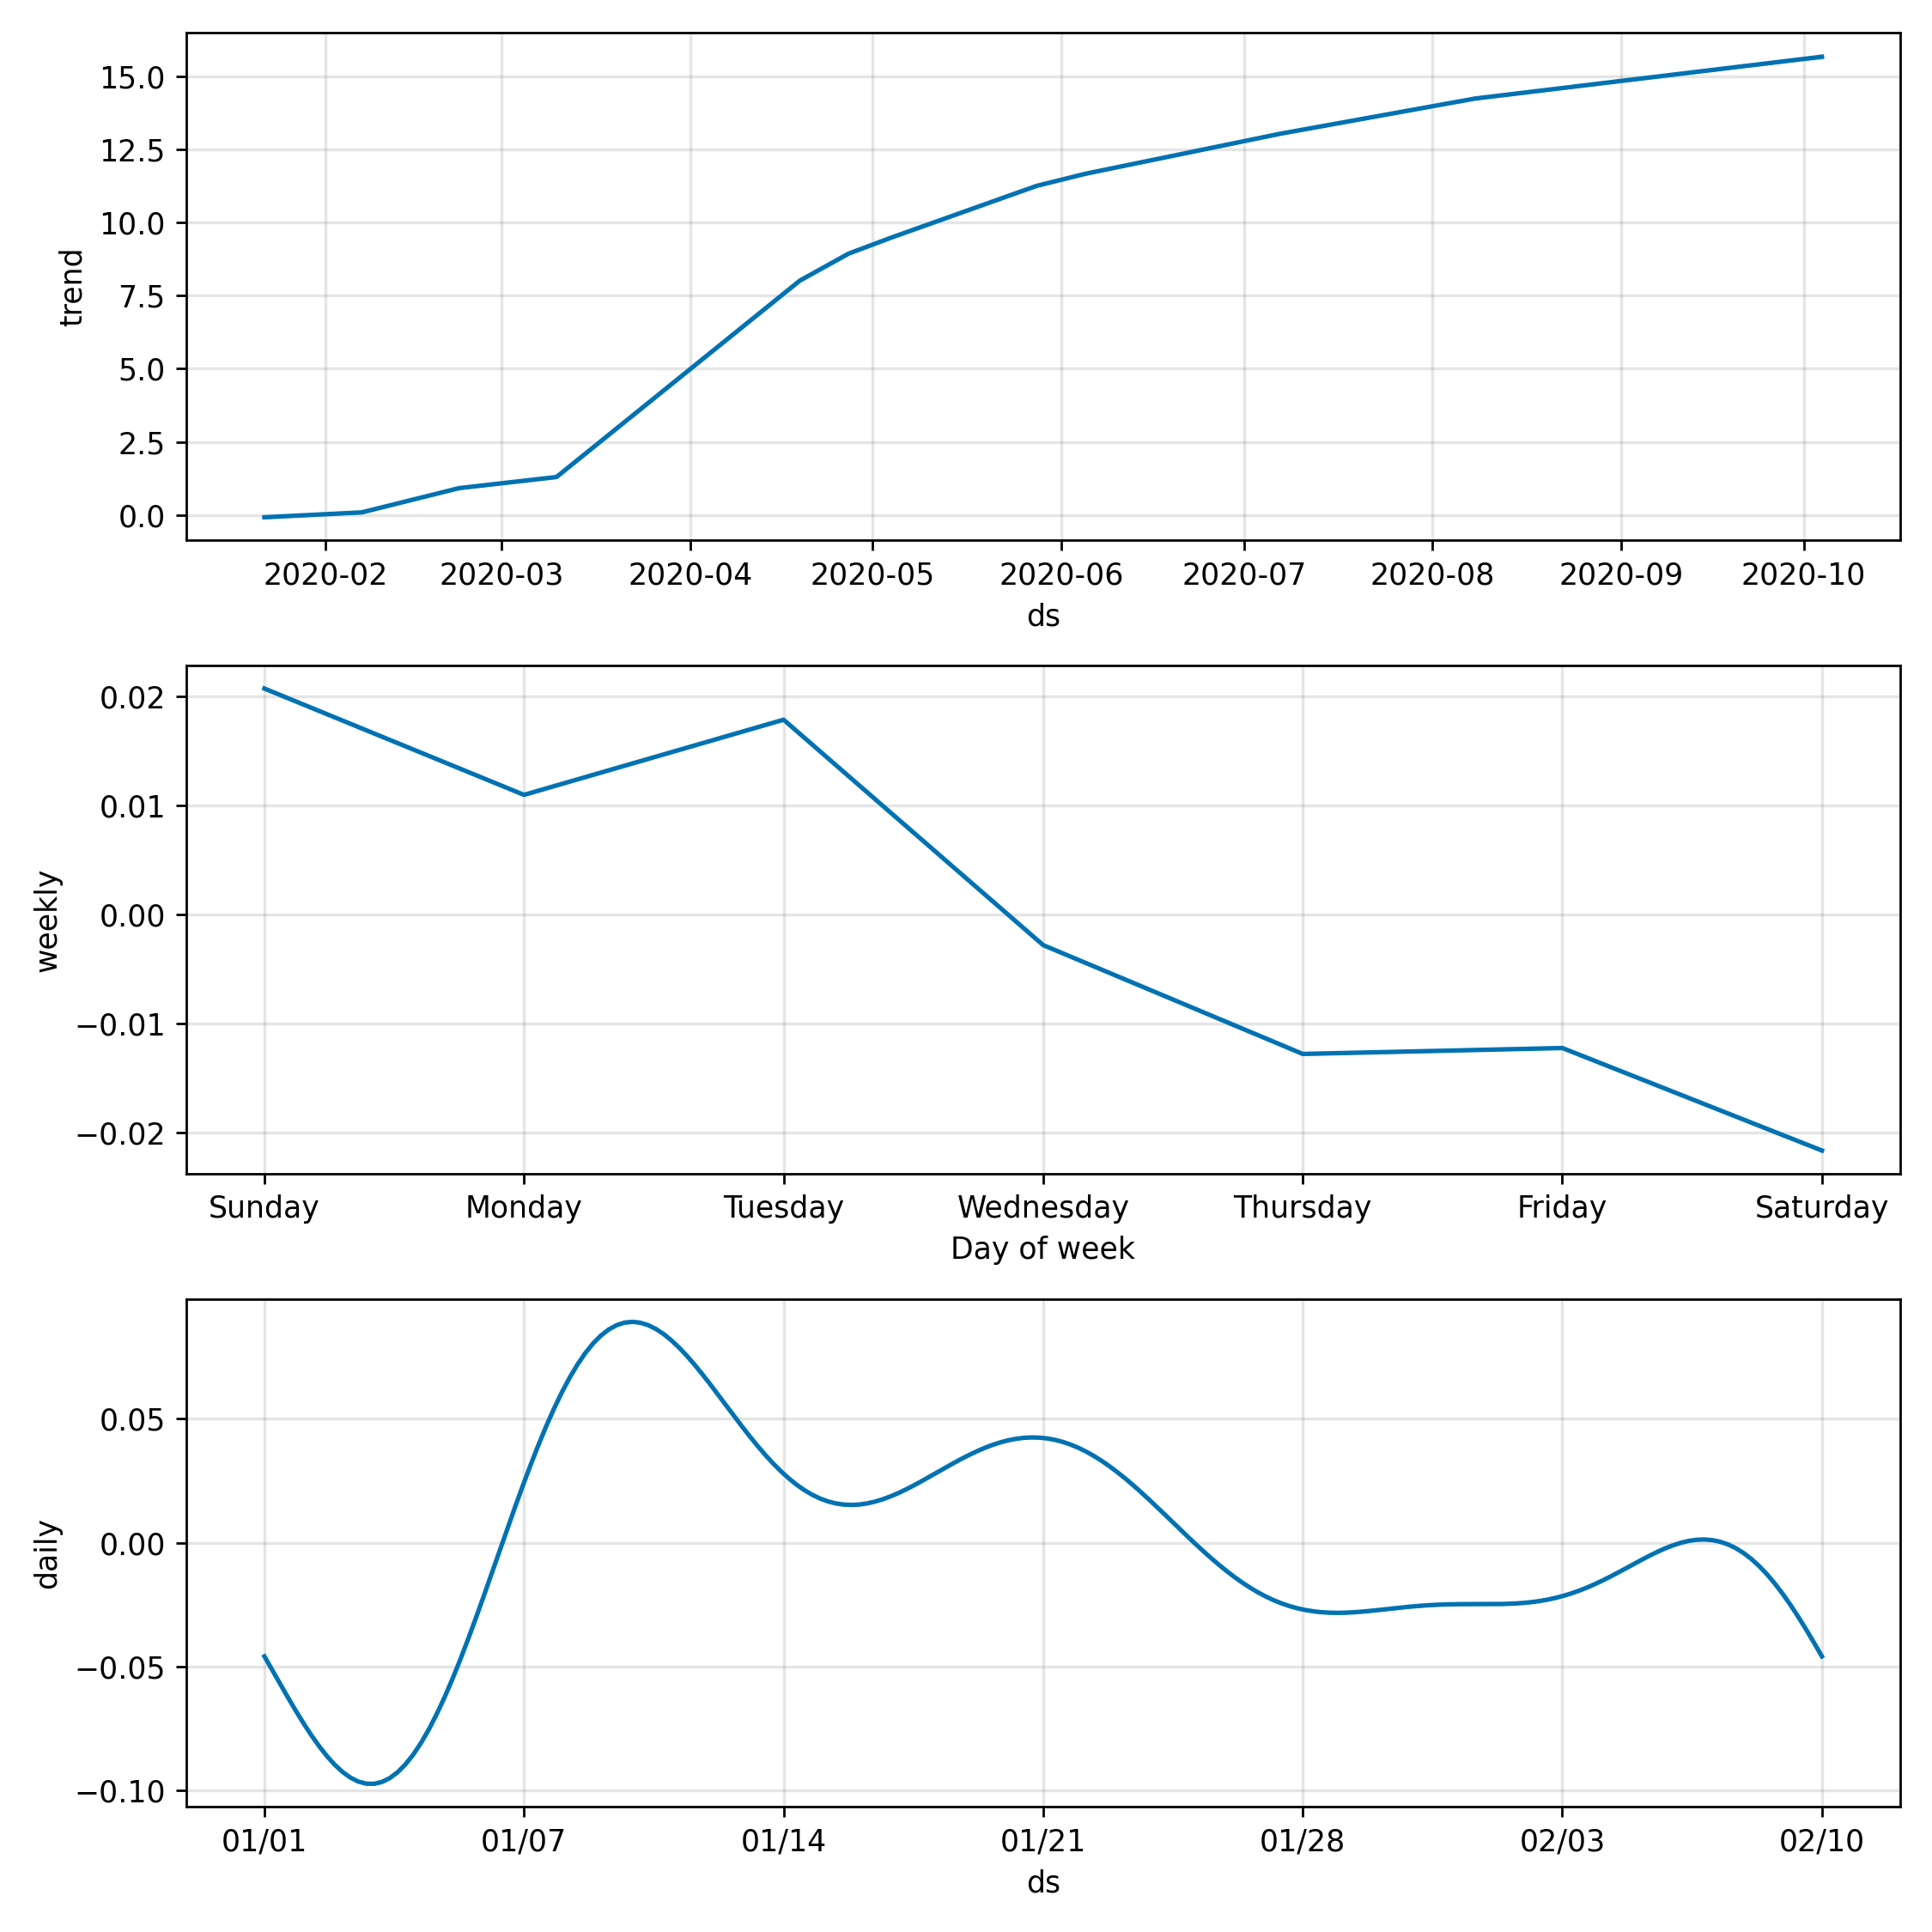 15.0
12.5
10.0
7.5
5.0
2.5
0.0
trend
2020-02 2020-03 2020-04 2020-05 2020-06 2020-07 2020-08 2020-09 2020-10
ds
0.02
0.01
0.00
−0.01
−0.02
weekly
Sunday Monday Tuesday Wednesday Thursday Friday Saturday
Day of week
0.05
0.00
−0.05
−0.10
daily
01/01 01/07 01/14 01/21 01/28 02/03 02/10
ds